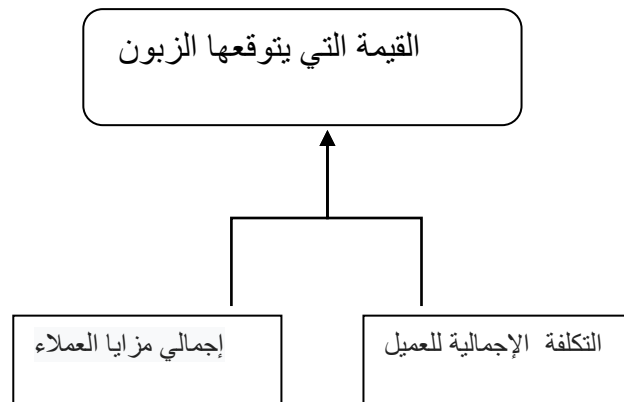 القيمة التي يتوقعها الزبون
التكلفة الإجمالية للعميل
إجمالي مزايا العملاء